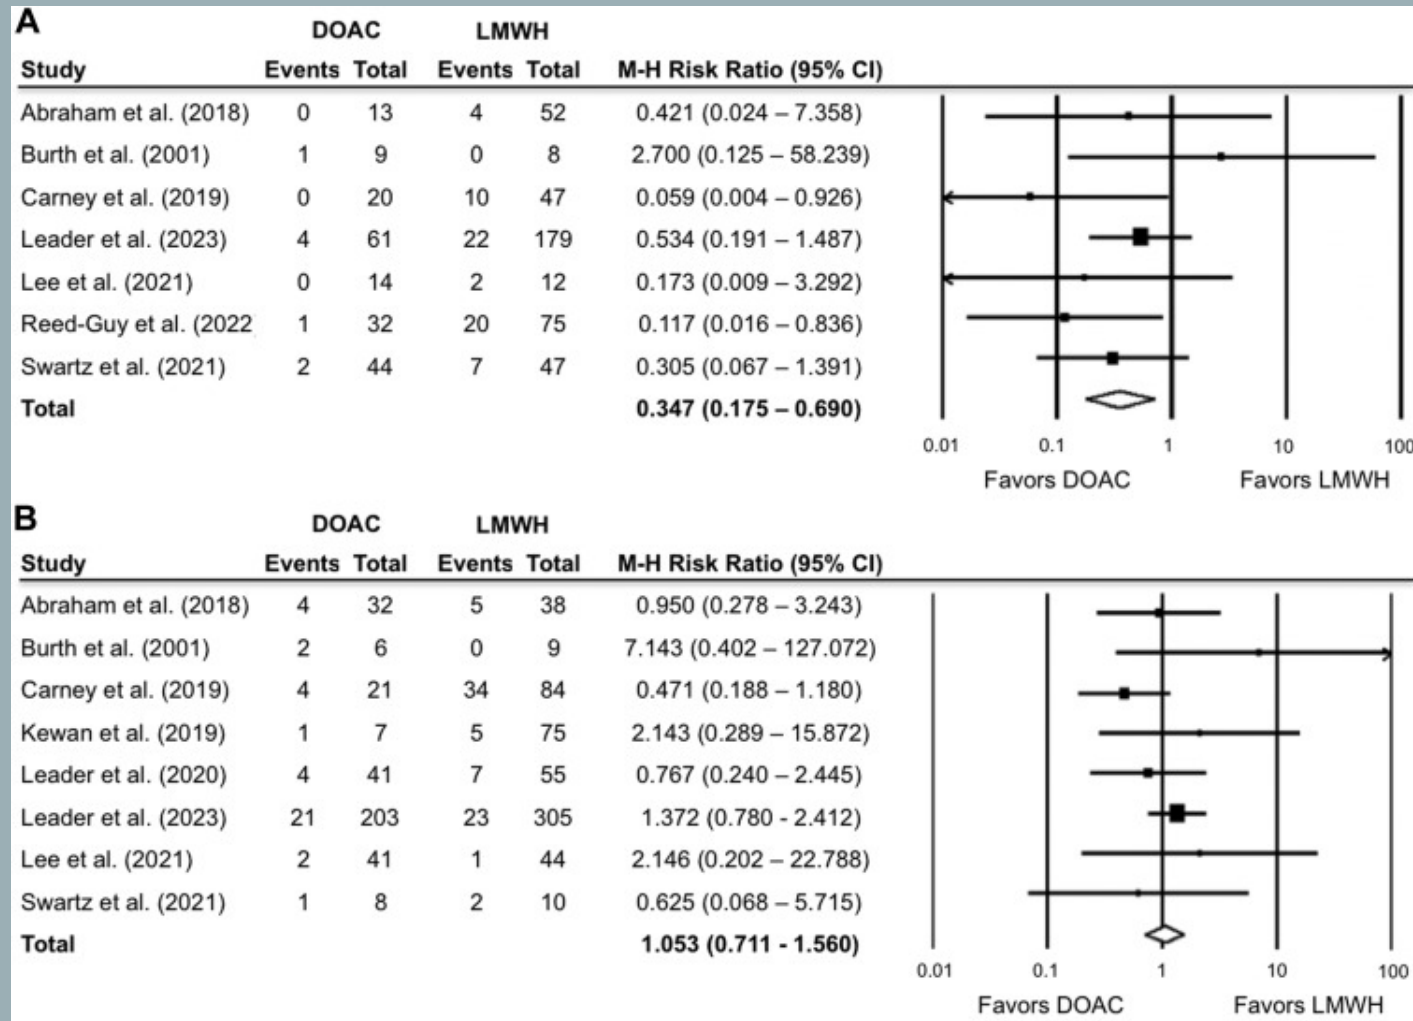 A
DOAC LMWH
Study Events Total Events Total M-H Risk Ratio (95% CI)
Abraham et al. (2018) 0 13 4 52 0.421 (0.024 – 7.358)
Burth et al. (2001) 1 9 0 8 2.700 (0.125 – 58.239)
Carney et al. (2019) 0 20 10 47 0.059 (0.004 – 0.926)
Leader et al. (2023) 4 61 22 179 0.534 (0.191 – 1.487)
Lee et al. (2021) 0 14 2 12 0.173 (0.009 – 3.292)
Reed-Guy et al. (2022 1 32 20 75 0.117 (0.016 – 0.836)
Swartz et al. (2021) 2 44 7 47 0.305 (0.067 – 1.391)
Total 0.347 (0.175 – 0.690)
0.01 0.1 1 10 100
Favors DOAC Favors LMWH
B
DOAC LMWH
Study Events Total Events Total M-H Risk Ratio (95% CI)
Abraham et al. (2018) 4 32 5 38 0.950 (0.278 – 3.243)
Burth et al. (2001) 2 6 0 9 7.143 (0.402 – 127.072)
Carney et al. (2019) 4 21 34 84 0.471 (0.188 – 1.180)
Kewan et al. (2019) 1 7 5 75 2.143 (0.289 – 15.872)
Leader et al. (2020) 4 41 7 55 0.767 (0.240 – 2.445)
Leader et al. (2023) 21 203 23 305 1.372 (0.780 - 2.412)
Lee et al. (2021) 2 41 1 44 2.146 (0.202 – 22.788)
Swartz et al. (2021) 1 8 2 10 0.625 (0.068 – 5.715)
Total 1.053 (0.711 - 1.560)
0.01 0.1 1 10 100
Favors DOAC Favors LMWH